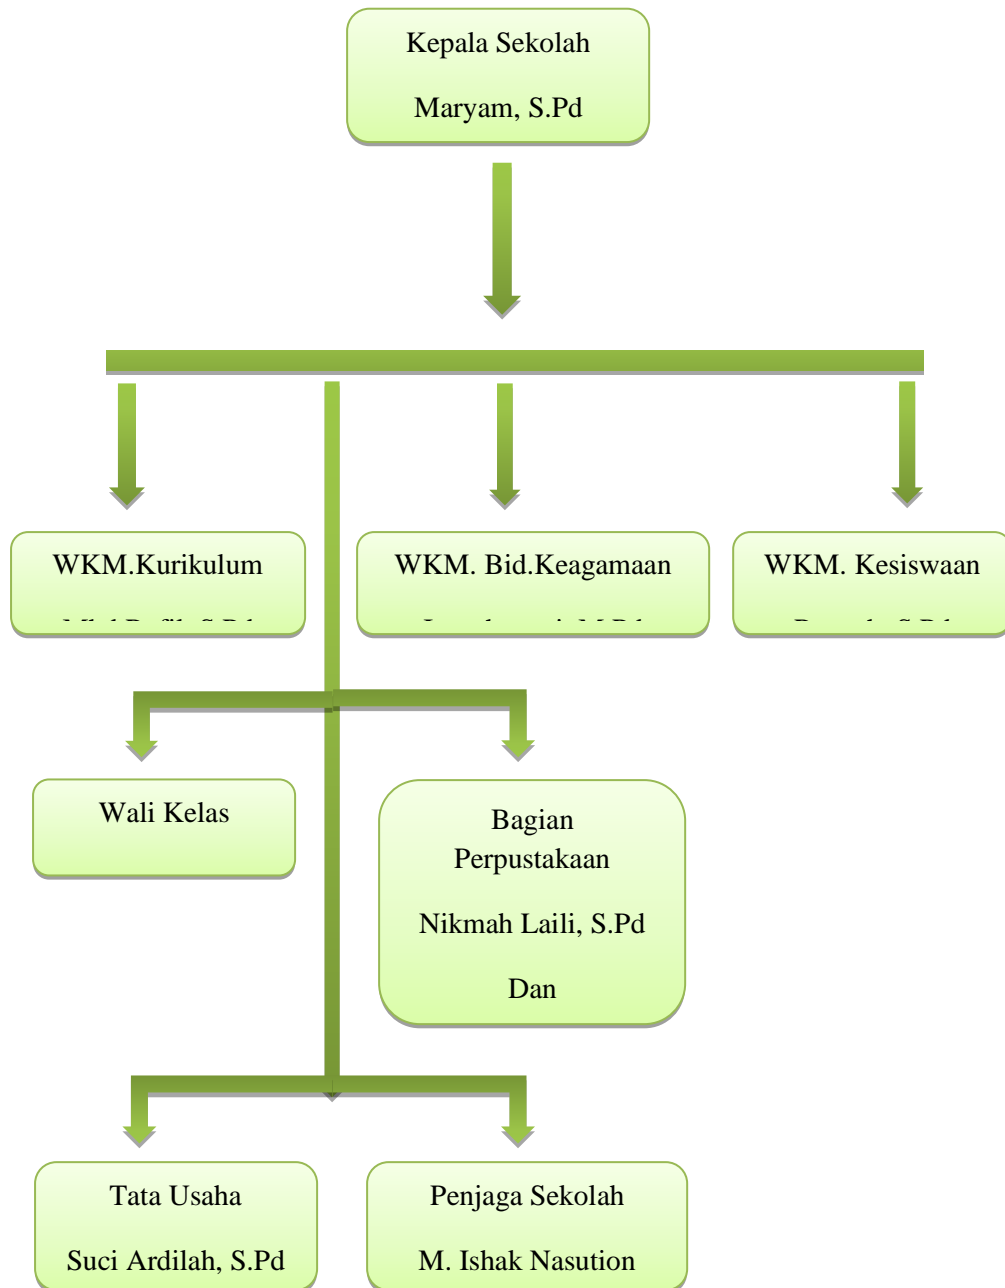 Kepala Sekolah
Maryam, S.Pd
WKM.Kurikulum
WKM. Bid.Keagamaan
WKM. Kesiswaan
Wali Kelas
Bagian
Perpustakaan
Nikmah Laili, S.Pd
Dan
Tata Usaha
Suci Ardilah, S.Pd
Penjaga Sekolah
M. Ishak Nasution